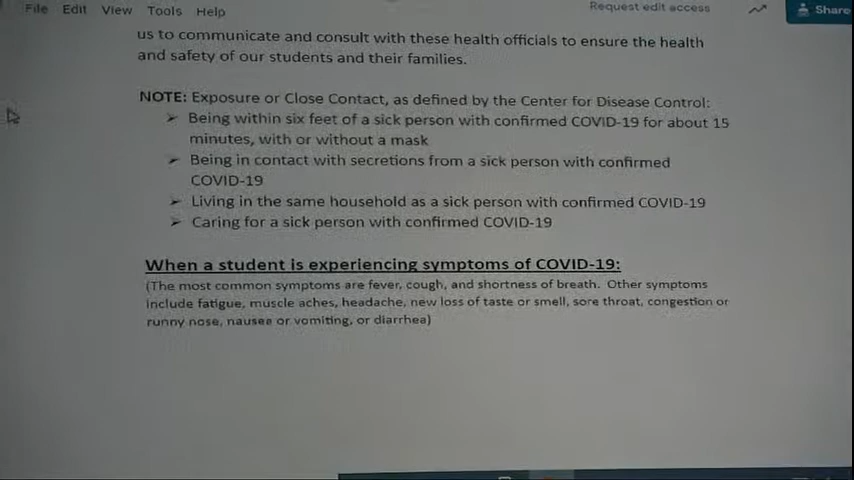 File Edit View Tools Help Request edit access Share
us to communicate and consult with these health officials to ensure the health
and safety of our students and their families.
NOTE: Exposure or Close Contact, as defined by the Center for Disease Control:
➢ Being within six feet of a sick person with confirmed COVID-19 for about 15
minutes, with or without a mask
➢ Being in contact with secretions from a sick person with confirmed
COVID-19
➢ Living in the same household as a sick person with confirmed COVID-19
➢ Caring for a sick person with confirmed COVID-19
When a student is experiencing symptoms of COVID-19:
(The most common symptoms are fever, cough, and shortness of breath. Other symptoms
include fatigue, muscle aches, headache, new loss of taste or smell, sore throat, congestion or
runny nose, nausea or vomiting, or diarrhea)